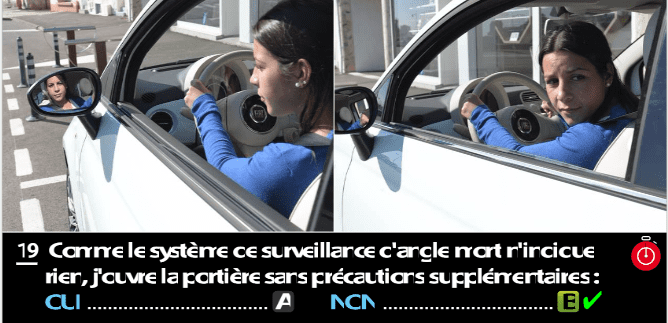 19 Comme le système de surveillance d'angle mort n'indique
rien, j'ouvre la portière sans précautions supplémentaires :
OUI ........................... A NON ........................... E